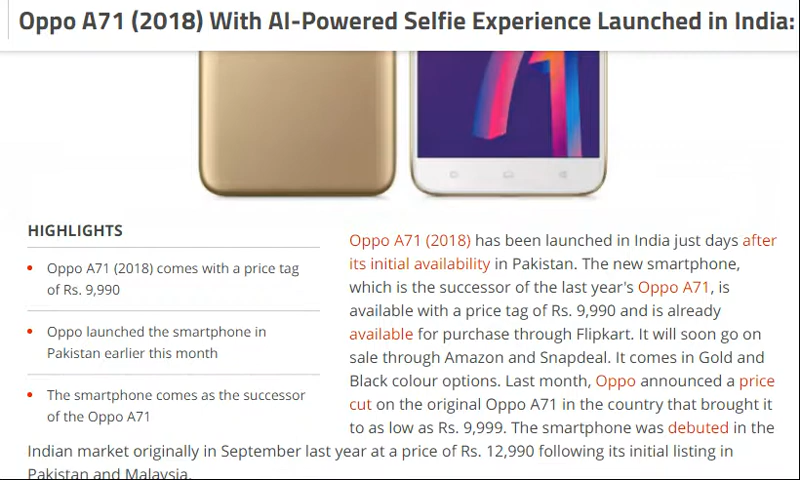 Oppo A71 (2018) With AI-Powered Selfie Experience Launched in India:
71
HIGHLIGHTS
Oppo A71 (2018) comes with a price tag
of Rs. 9,990
Oppo launched the smartphone in
Pakistan earlier this month
The smartphone comes as the successor
of the Oppo A71
Oppo A71 (2018) has been launched in India just days after
its initial availability in Pakistan. The new smartphone,
which is the successor of the last year's Oppo A71, is
available with a price tag of Rs. 9,990 and is already
available for purchase through Flipkart. It will soon go on
sale through Amazon and Snapdeal. It comes in Gold and
Black colour options. Last month, Oppo announced a price
cut on the original Oppo A71 in the country that brought it
to as low as Rs. 9,999. The smartphone was debuted in the
Indian market originally in September last year at a price of Rs. 12,990 following its initial listing in
Pakistan and Malaysia.